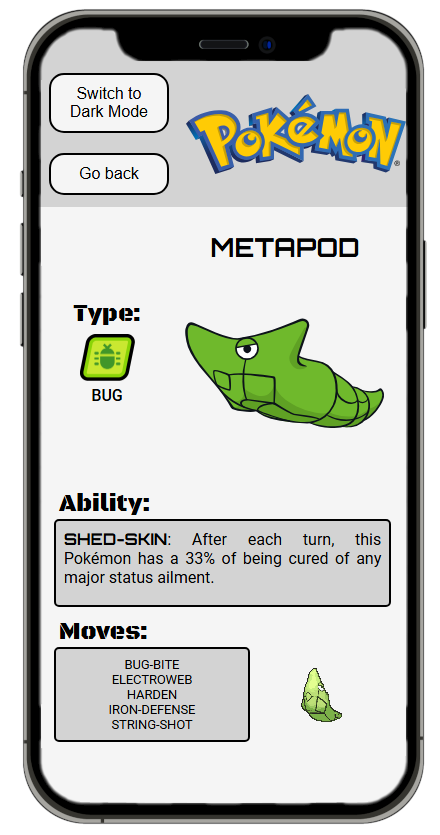 Switch to
Dark Mode
POKéMON
®
Go back
METAPOD
Type:
BUG
Ability:
SHED-SKIN: After each turn, this
Pokémon has a 33% of being cured of any
major status ailment.
Moves:
BUG-BITE
ELECTROWEB
HARDEN
IRON-DEFENSE
STRING-SHOT